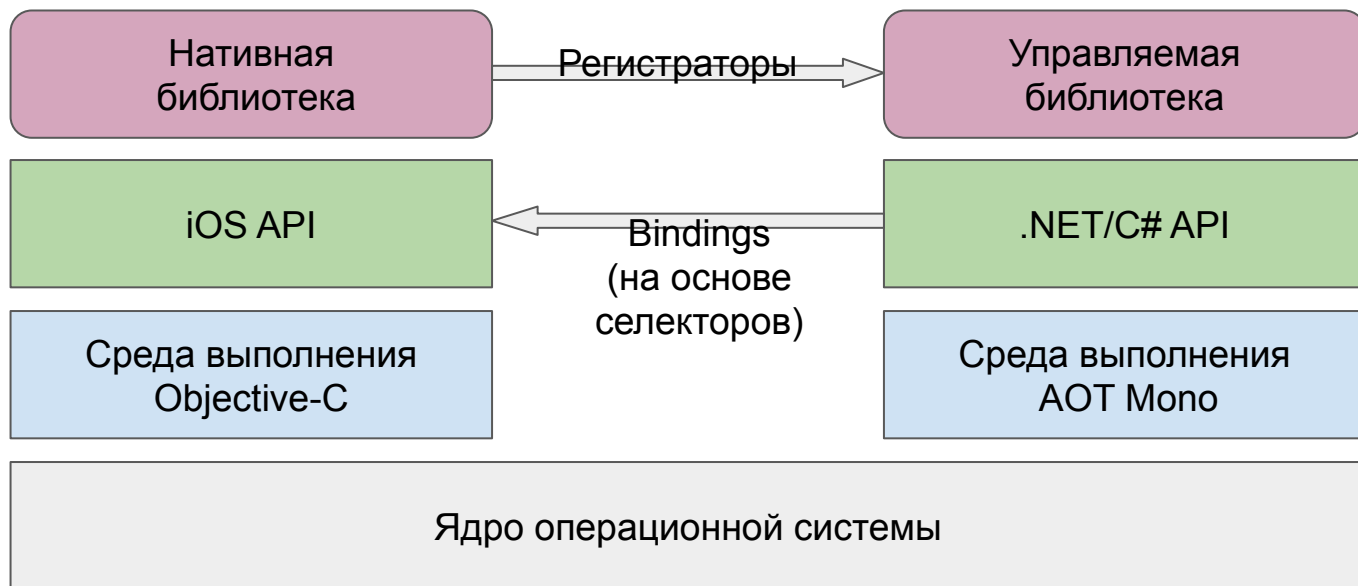 Нативная
библиотека
Регистраторы
Управляемая
библиотека
iOS API
Bindings
(на основе
селекторов)
.NET/C# API
Среда выполнения
Objective-C
Среда выполнения
AOT Mono
Ядро операционной системы